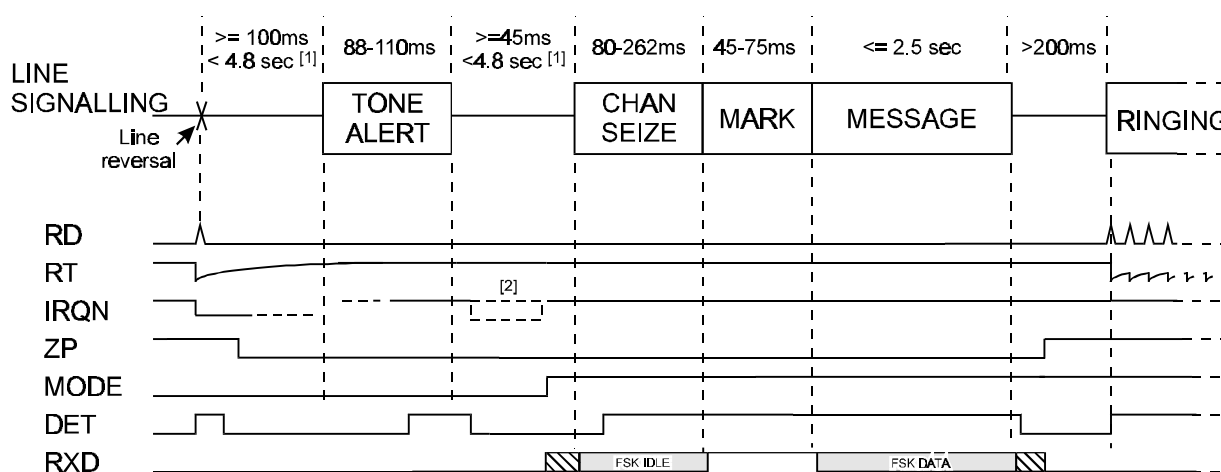 >= 100ms
< 4.8 sec [1]
88-110ms
>=45ms
<4.8 sec [1]
80-262ms
45-75ms
<= 2.5 sec
>200ms
LINE
SIGNALLING
Line
reversal
TONE
ALERT
CHAN
SEIZE
MARK
MESSAGE
RINGING
RD
RT
IRQN
[2]
ZP
MODE
DET
RXD
FSK IDLE
FSK DATA